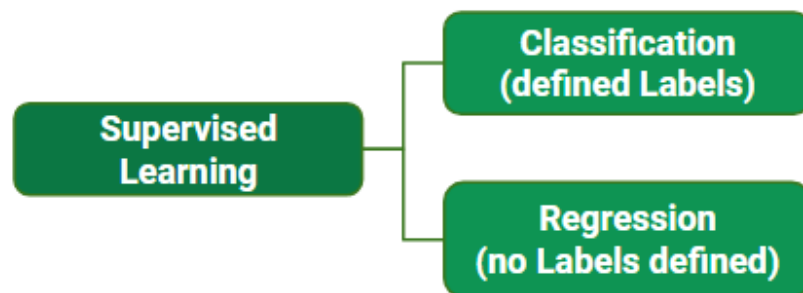 Supervised
Learning
Classification
(defined Labels)
Regression
(no Labels defined)